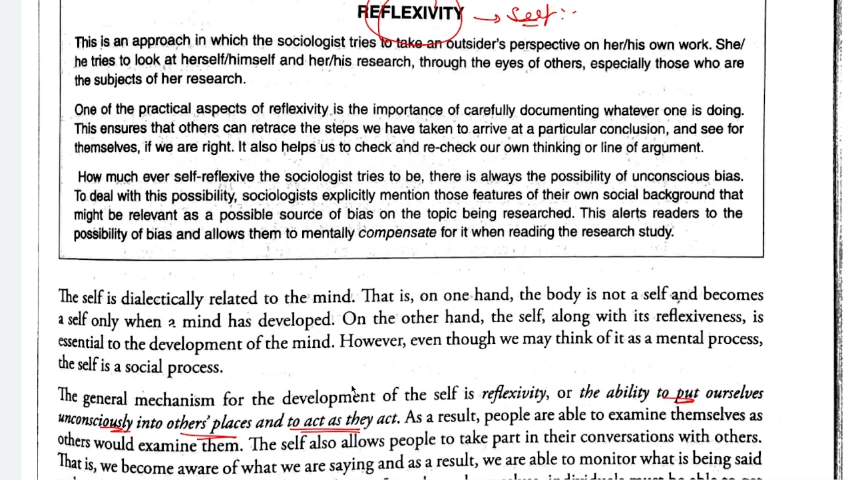 REFLEXIVITY → Self :-
This is an approach in which the sociologist tries to take an outsider's perspective on her/his own work. She/
he tries to look at herself/himself and her/his research, through the eyes of others, especially those who are
the subjects of her research.
One of the practical aspects of reflexivity is the importance of carefully documenting whatever one is doing.
This ensures that others can retrace the steps we have taken to arrive at a particular conclusion, and see for
themselves, if we are right. It also helps us to check and re-check our own thinking or line of argument.
How much ever self-reflexive the sociologist tries to be, there is always the possibility of unconscious bias.
To deal with this possibility, sociologists explicitly mention those features of their own social background that
might be relevant as a possible source of bias on the topic being researched. This alerts readers to the
possibility of bias and allows them to mentally compensate for it when reading the research study.
The self is dialectically related to the mind. That is, on one hand, the body is not a self and becomes
a self only when a mind has developed. On the other hand, the self, along with its reflexiveness, is
essential to the development of the mind. However, even though we may think of it as a mental process,
the self is a social process.
The general mechanism for the development of the self is reflexivity, or the ability to put ourselves
unconsciously into others' places and to act as they act. As a result, people are able to examine themselves as
others would examine them. The self also allows people to take part in their conversations with others.
That is, we become aware of what we are saying and as a result, we are able to monitor what is being said